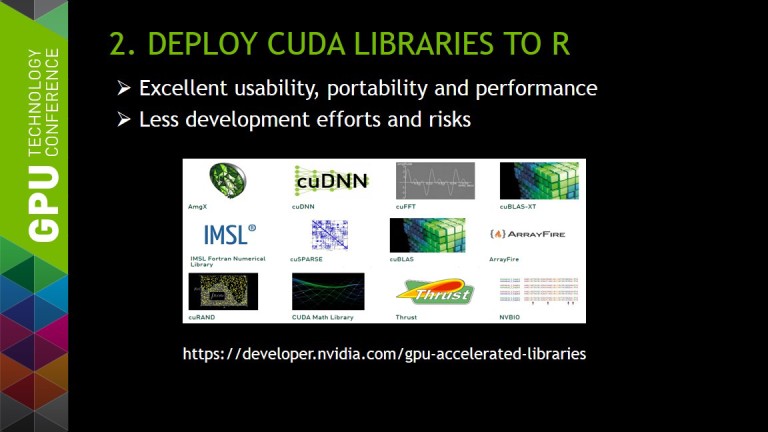 GPU TECHNOLOGY
CONFERENCE
2. DEPLOY CUDA LIBRARIES TO R
➢ Excellent usability, portability and performance
➢ Less development efforts and risks
cuDNN
AmgX
cuDNN
cuFFT
cuBLAS-XT
IMSL®
{ } ARRAYFIRE
IMSL Fortran Numerical
Library
cuSPARSE
cuBLAS
ArrayFire
Thrust
cuRAND
CUDA Math Library
Thrust
NVBIO
https://developer.nvidia.com/gpu-accelerated-libraries